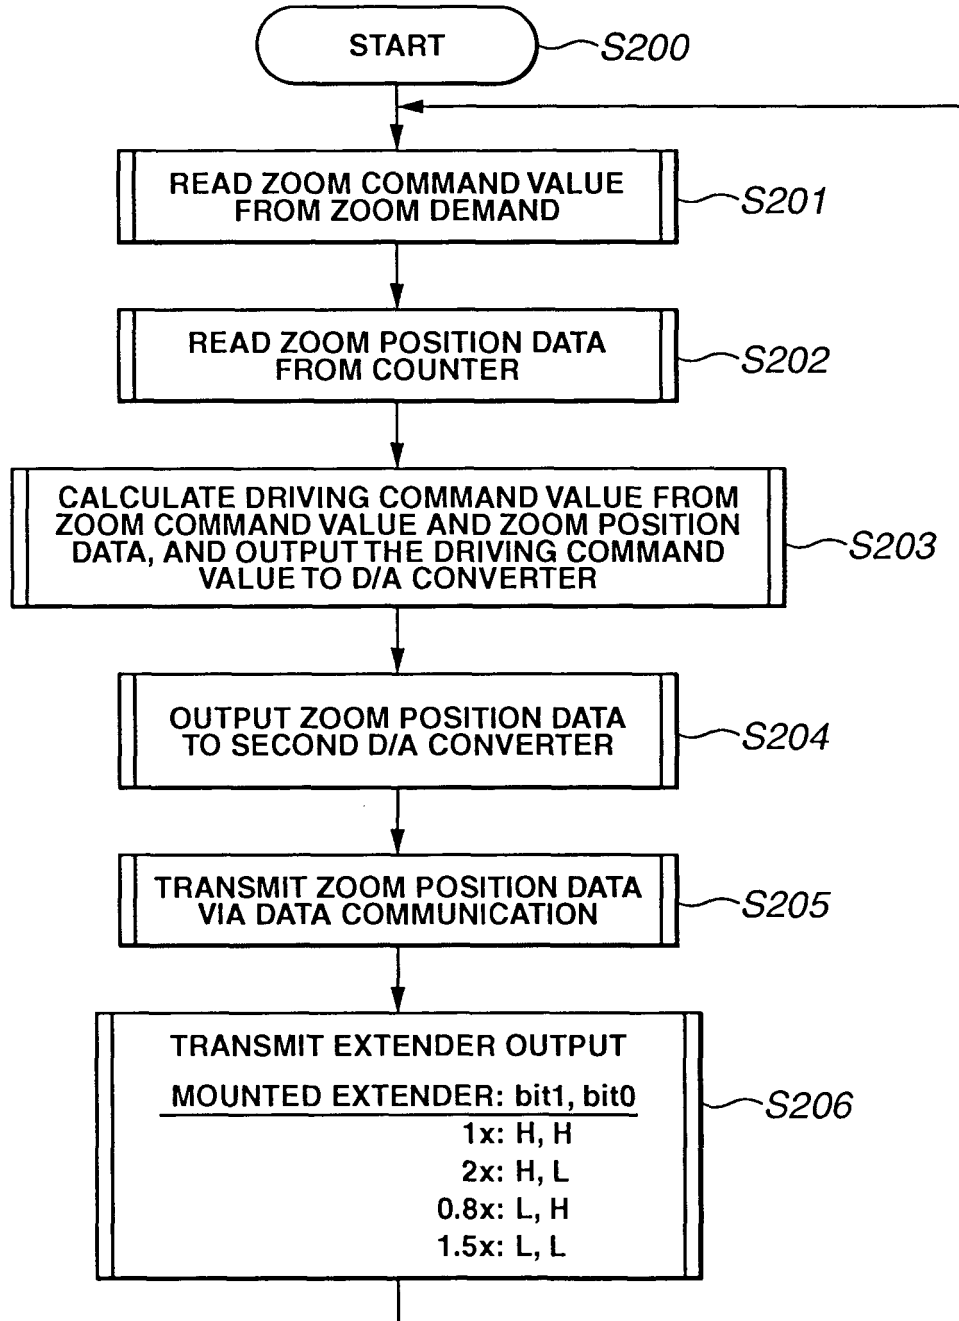 START
S200
READ ZOOM COMMAND VALUE
FROM ZOOM DEMAND
S201
READ ZOOM POSITION DATA
FROM COUNTER
S202
CALCULATE DRIVING COMMAND VALUE FROM
ZOOM COMMAND VALUE AND ZOOM POSITION
DATA, AND OUTPUT THE DRIVING COMMAND
VALUE TO D/A CONVERTER
S203
OUTPUT ZOOM POSITION DATA
TO SECOND D/A CONVERTER
S204
TRANSMIT ZOOM POSITION DATA
VIA DATA COMMUNICATION
S205
TRANSMIT EXTENDER OUTPUT
MOUNTED EXTENDER: bit1, bit0
1x: H, H
2x: H, L
0.8x: L, H
1.5x: L, L
S206